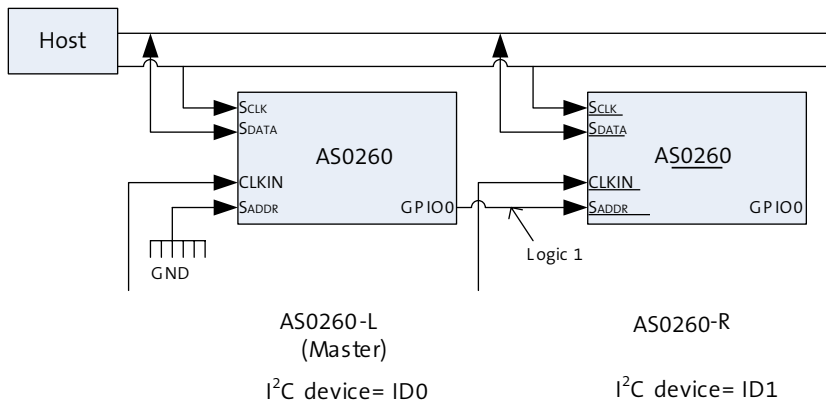 Host
SCLK
SDATA
AS0260
CLKIN
SADDR
GPIO0
GND
SCLK
SDATA
AS0260
CLKIN
SADDR
GPIO0
Logic 1
AS0260-L
(Master)
I²C device= ID0
AS0260-R
I²C device= ID1